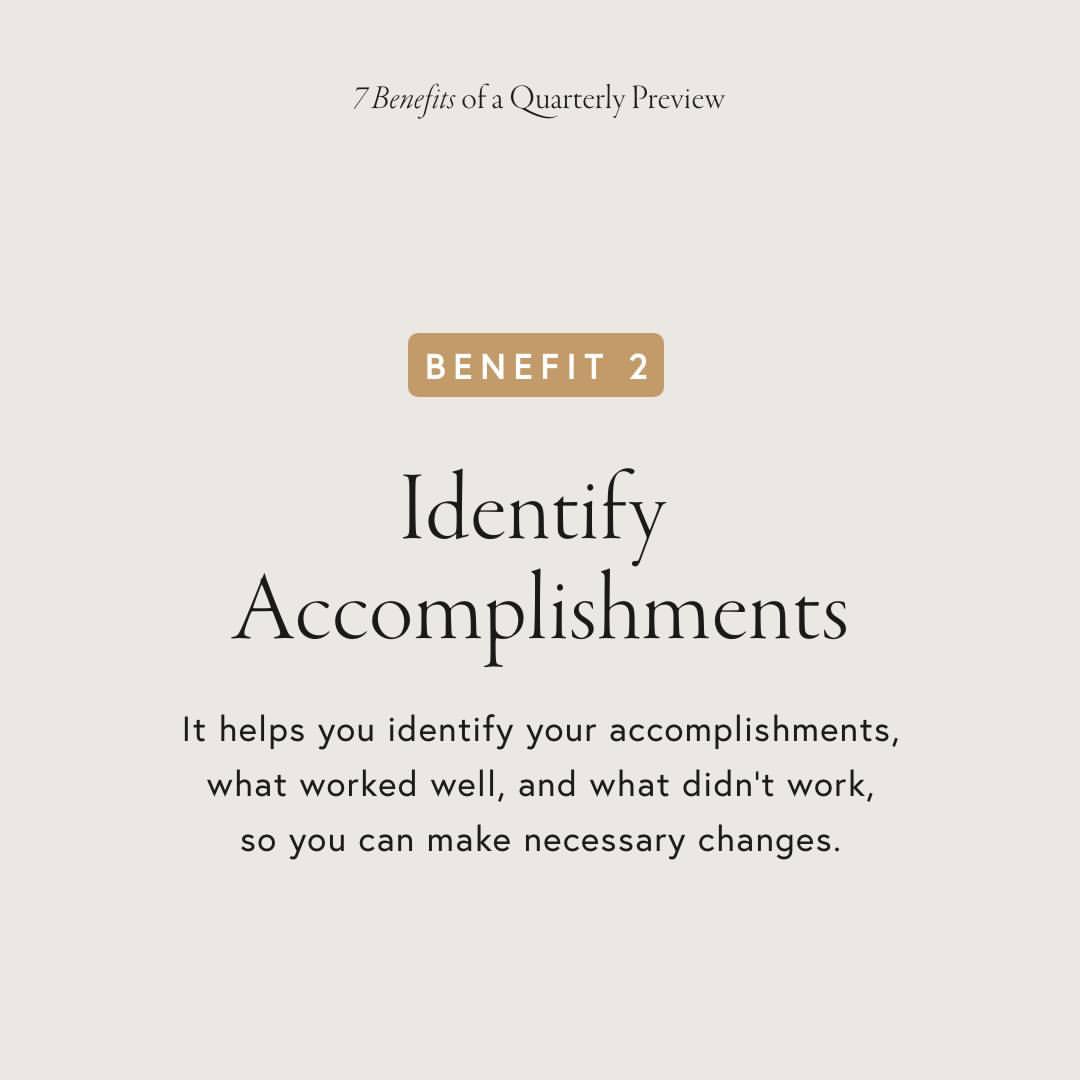 7 Benefits of a Quarterly Preview
BENEFIT 2
Identify
Accomplishments
It helps you identify your accomplishments,
what worked well, and what didn't work,
so you can make necessary changes.